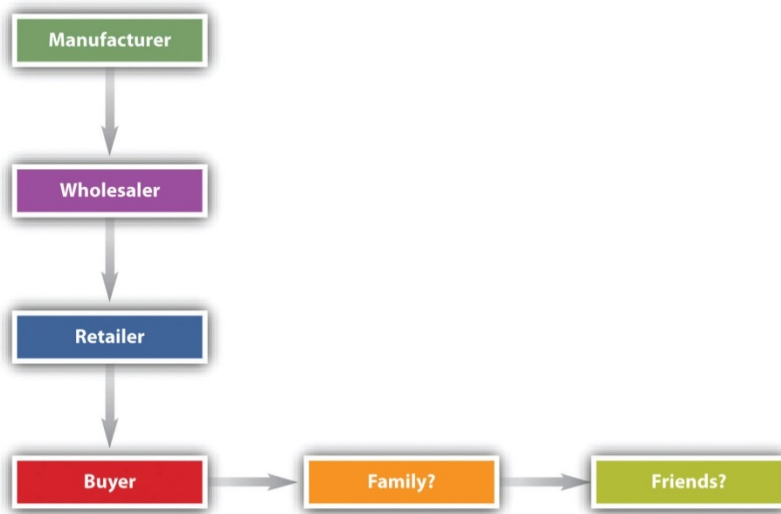 Manufacturer
Wholesaler
Retailer
Buyer
Family?
Friends?